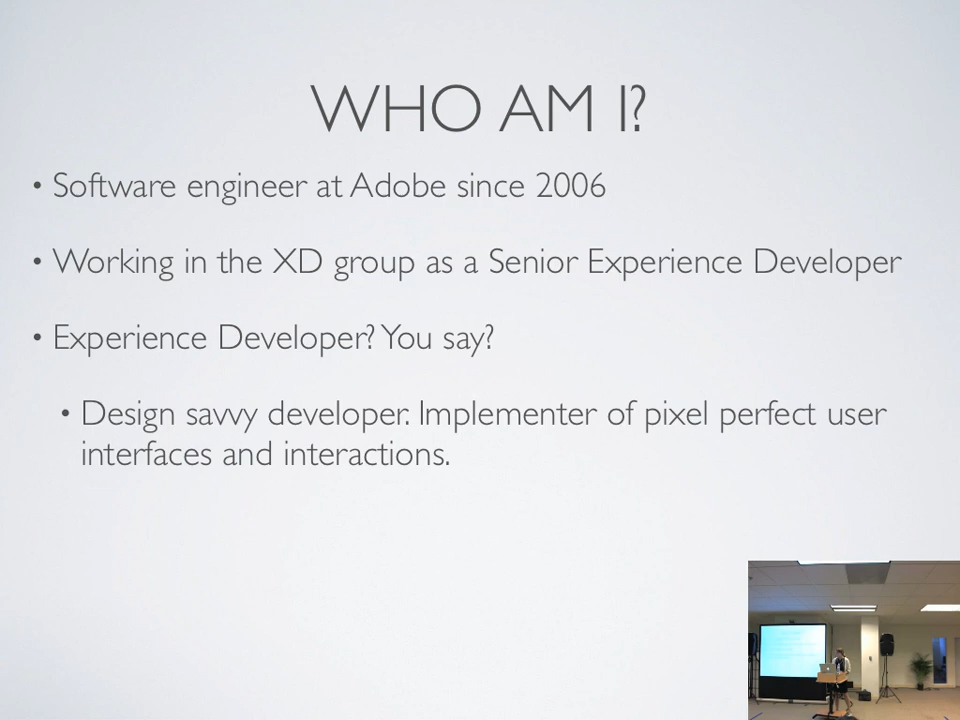 WHO AM I?
• Software engineer at Adobe since 2006
• Working in the XD group as a Senior Experience Developer
• Experience Developer? You say?
• Design savvy developer. Implementer of pixel perfect user
interfaces and interactions.